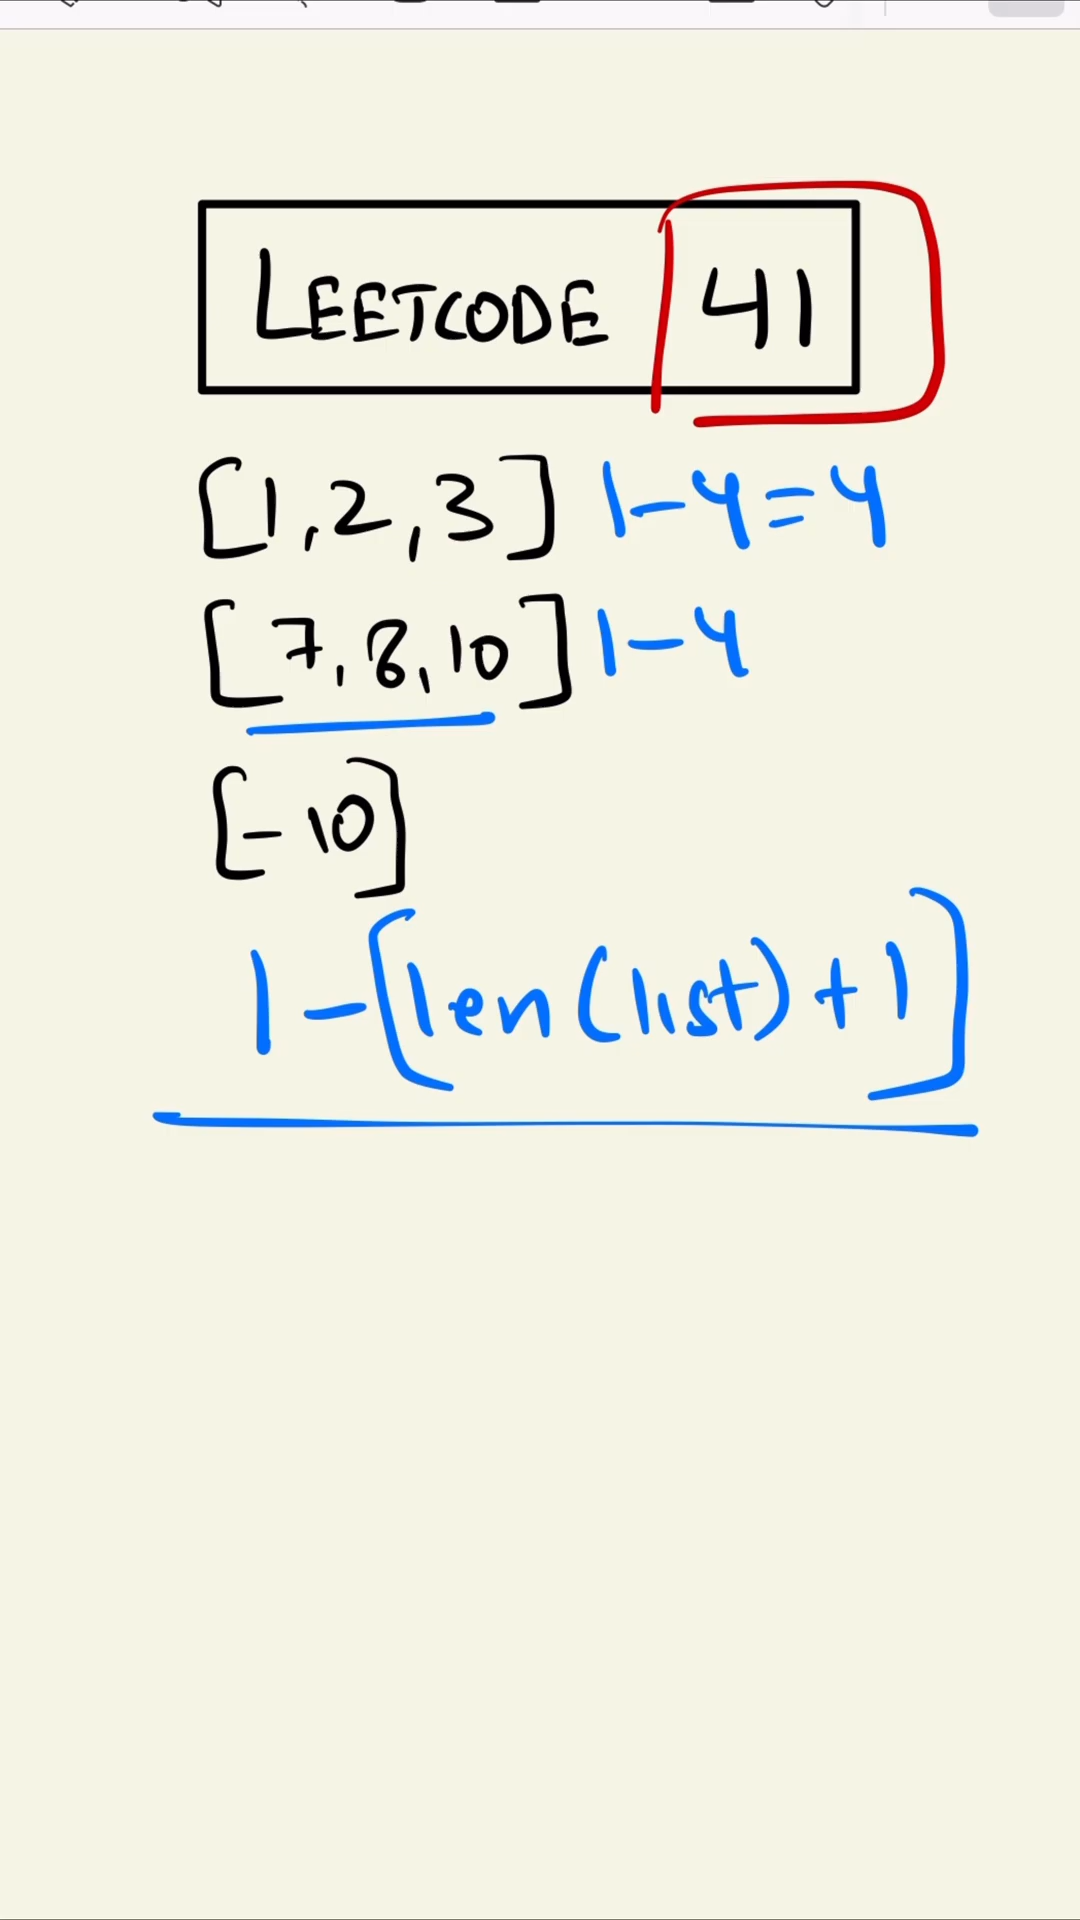 LEETCODE 41
[1,2,3] 1-4=4
[7,8,10] 1-4
[-10]
1-[len(list)+1]